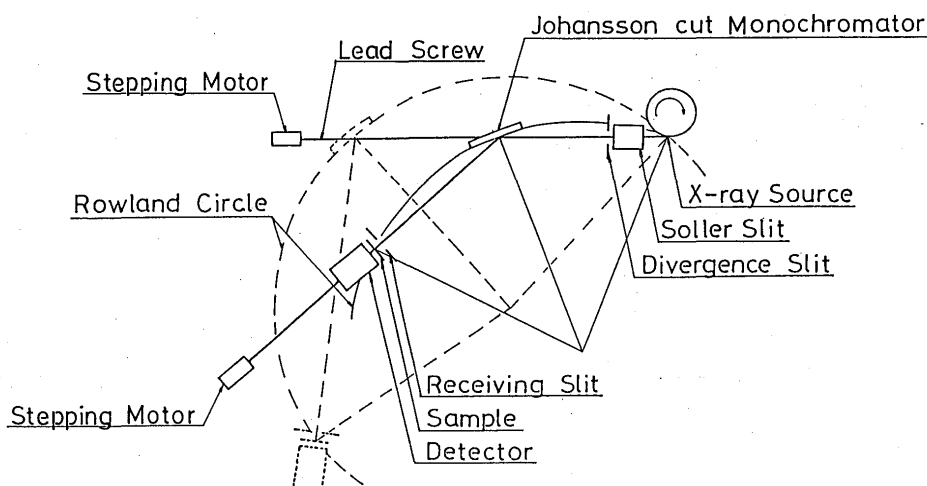 Johansson cut Monochromator
Lead Screw
Stepping Motor
X-ray Source
Rowland Circle
Soller Slit
Divergence Slit
Receiving Slit
Stepping Motor
Sample
Detector